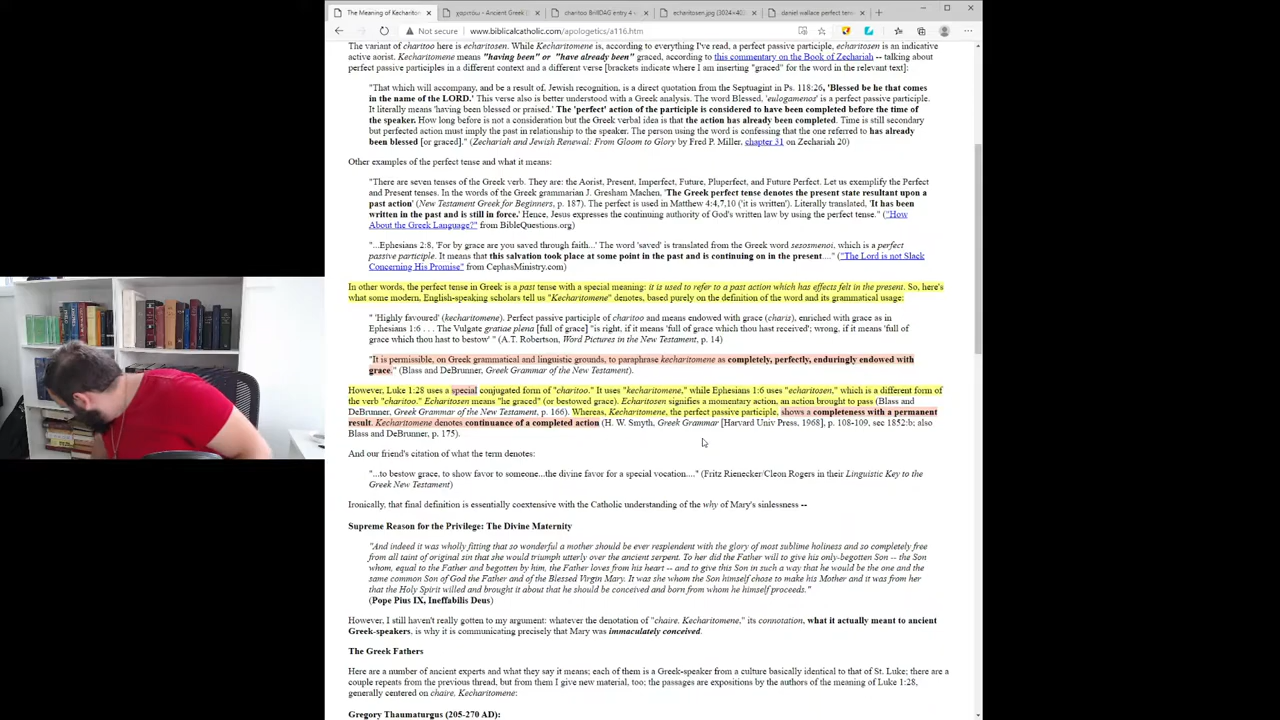 The Meaning of Kecharito
χαριτόω - Ancient Greek (
charitoo BrillDAG entry 4
echaritosen.jpg (3024×403
daniel wallace perfect ten
Not secure | www.biblicalcatholic.com/apologetics/a116.htm
The variant of charitoo here is echaritosen. While Kecharitomene is, according to everything I've read, a perfect passive participle, echaritosen is an indicative
active aorist. Kecharitomene means "having been" or "have already been" graced, according to this commentary on the Book of Zechariah -- talking about
perfect passive participles in a different context and a different verse [brackets indicate where I am inserting "graced" for the word in the relevant text]:
"That which will accompany, and be a result of, Jewish recognition, is a direct quotation from the Septuagint in Ps. 118:26, 'Blessed be he that comes
in the name of the LORD.' This verse also is better understood with a Greek analysis. The word Blessed, 'eulogamenos' is a perfect passive participle.
It literally means 'having been blessed or praised.' The 'perfect' action of the participle is considered to have been completed before the time of
the speaker. How long before is not a consideration but the Greek verbal idea is that the action has already been completed. Time is still secondary
but perfected action must imply the past in relationship to the speaker. The person using the word is confessing that the one referred to has already
been blessed [or graced]." (Zechariah and Jewish Renewal: From Gloom to Glory by Fred P. Miller, chapter 31 on Zechariah 20)
Other examples of the perfect tense and what it means:
"There are seven tenses of the Greek verb. They are: the Aorist, Present, Imperfect, Future, Pluperfect, and Future Perfect. Let us exemplify the Perfect
and Present tenses. In the words of the Greek grammarian J. Gresham Machen, 'The Greek perfect tense denotes the present state resultant upon a
past action' (New Testament Greek for Beginners, p. 187). The perfect is used in Matthew 4:4,7,10 ('it is written'). Literally translated, 'It has been
written in the past and is still in force.' Hence, Jesus expresses the continuing authority of God's written law by using the perfect tense." ("How
About the Greek Language?" from BibleQuestions.org)
"...Ephesians 2:8, 'For by grace are you saved through faith...' The word 'saved' is translated from the Greek word sesosmenoi, which is a perfect
passive participle. It means that this salvation took place at some point in the past and is continuing on in the present...." ("The Lord is not Slack
Concerning His Promise" from CephasMinistry.com)
In other words, the perfect tense in Greek is a past tense with a special meaning: it is used to refer to a past action which has effects felt in the present. So, here's
what some modern, English-speaking scholars tell us "Kecharitomene" denotes, based purely on the definition of the word and its grammatical usage:
" 'Highly favoured' (kecharitomene). Perfect passive participle of charitoo and means endowed with grace (charis), enriched with grace as in
Ephesians 1:6 . . . The Vulgate gratiae plena [full of grace] "is right, if it means 'full of grace which thou hast received'; wrong, if it means 'full of
grace which thou hast to bestow' " (A.T. Robertson, Word Pictures in the New Testament, p. 14)
"It is permissible, on Greek grammatical and linguistic grounds, to paraphrase kecharitomene as completely, perfectly, enduringly endowed with
grace." (Blass and DeBrunner, Greek Grammar of the New Testament).
However, Luke 1:28 uses a special conjugated form of "charitoo." It uses "kecharitomene," while Ephesians 1:6 uses "echaritosen," which is a different form of
the verb "charitoo." Echaritosen means "he graced" (or bestowed grace). Echaritosen signifies a momentary action, an action brought to pass (Blass and
DeBrunner, Greek Grammar of the New Testament, p. 166). Whereas, Kecharitomene, the perfect passive participle, shows a completeness with a permanent
result. Kecharitomene denotes continuance of a completed action (H. W. Smyth, Greek Grammar [Harvard Univ Press, 1968], p. 108-109, sec 1852:b; also
Blass and DeBrunner, p. 175).
And our friend's citation of what the term denotes:
"...to bestow grace, to show favor to someone...the divine favor for a special vocation...." (Fritz Rienecker/Cleon Rogers in their Linguistic Key to the
Greek New Testament)
Ironically, that final definition is essentially coextensive with the Catholic understanding of the why of Mary's sinlessness --
Supreme Reason for the Privilege: The Divine Maternity
"And indeed it was wholly fitting that so wonderful a mother should be ever resplendent with the glory of most sublime holiness and so completely free
from all taint of original sin that she would triumph utterly over the ancient serpent. To her did the Father will to give his only-begotten Son -- the Son
whom, equal to the Father and begotten by him, the Father loves from his heart -- and to give this Son in such a way that he would be the one and the
same common Son of God the Father and of the Blessed Virgin Mary. It was she whom the Son himself chose to make his Mother and it was from her
that the Holy Spirit willed and brought it about that he should be conceived and born from whom he himself proceeds."
(Pope Pius IX, Ineffabilis Deus)
However, I still haven't really gotten to my argument: whatever the denotation of "chaire, Kecharitomene," its connotation, what it actually meant to ancient
Greek-speakers, is why it is communicating precisely that Mary was immaculately conceived.
The Greek Fathers
Here are a number of ancient experts and what they say it means; each of them is a Greek-speaker from a culture basically identical to that of St. Luke; there are a
couple repeats from the previous thread, but from them I give new material, too; the passages are expositions by the authors of the meaning of Luke 1:28,
generally centered on chaire, Kecharitomene:
Gregory Thaumaturgus (205-270 AD):